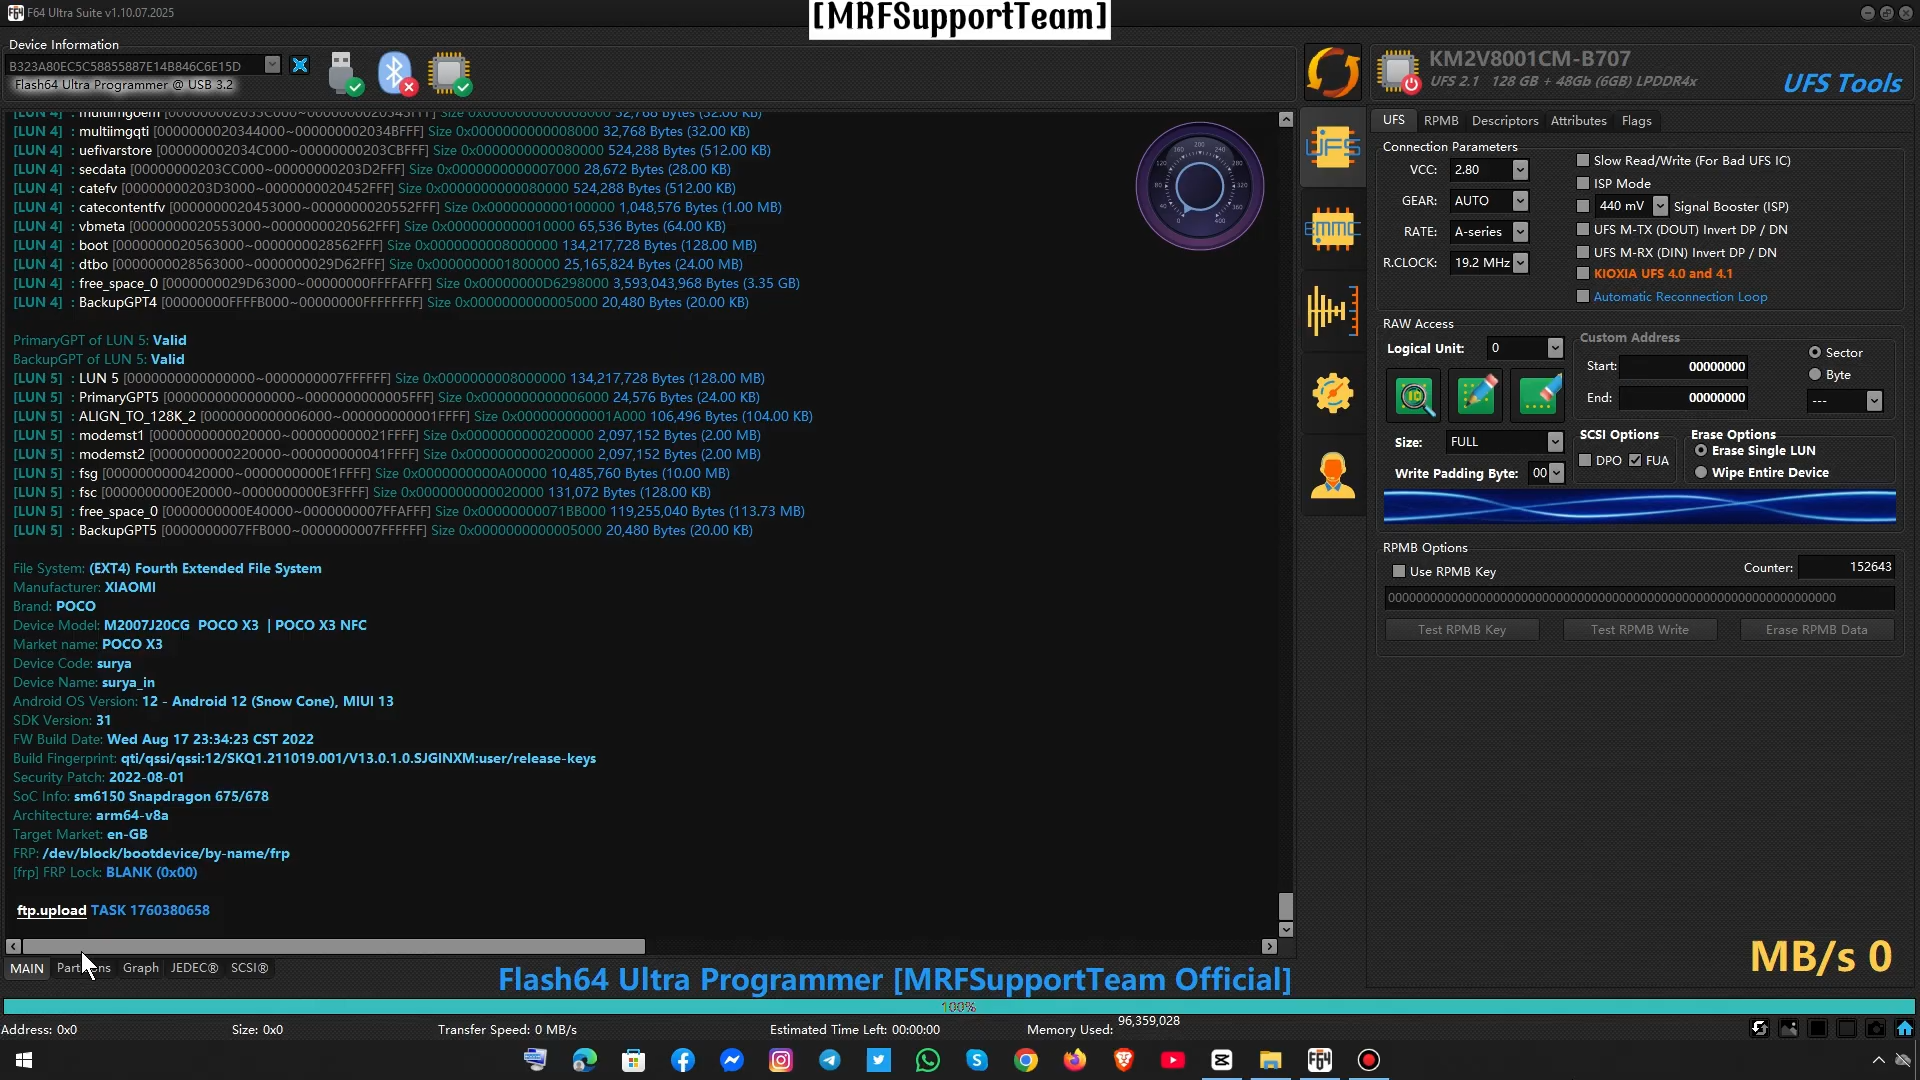 F64 Ultra Suite v1.10.07.2025
[MRFSupportTeam]
Device Information
B323A80EC5C58855887E14B846C6E15D
Flash64 Ultra Programmer @ USB 3.2
KM2V8001CM-B707
UFS 2.1 128 GB + 48Gb (6GB) LPDDR4x
UFS Tools
[LUN 4] : multiimgqti [0000000020344000~000000002034BFFF] Size 0x0000000000008000 32,768 Bytes (32.00 KB)
[LUN 4] : uefivarstore [000000002034C000~00000000203CBFFF] Size 0x0000000000080000 524,288 Bytes (512.00 KB)
[LUN 4] : secdata [00000000203CC000~00000000203D2FFF] Size 0x0000000000007000 28,672 Bytes (28.00 KB)
[LUN 4] : catefv [00000000203D3000~0000000020452FFF] Size 0x0000000000080000 524,288 Bytes (512.00 KB)
[LUN 4] : catecontentfv [0000000020453000~0000000020552FFF] Size 0x0000000000100000 1,048,576 Bytes (1.00 MB)
[LUN 4] : vbmeta [0000000020553000~0000000020562FFF] Size 0x0000000000010000 65,536 Bytes (64.00 KB)
[LUN 4] : boot [0000000020563000~0000000028562FFF] Size 0x0000000008000000 134,217,728 Bytes (128.00 MB)
[LUN 4] : dtbo [0000000028563000~0000000029D62FFF] Size 0x0000000001800000 25,165,824 Bytes (24.00 MB)
[LUN 4] : free_space_0 [0000000029D63000~00000000FFFFAFFF] Size 0x00000000D6298000 3,593,043,968 Bytes (3.35 GB)
[LUN 4] : BackupGPT4 [00000000FFFFB000~00000000FFFFFFFF] Size 0x0000000000005000 20,480 Bytes (20.00 KB)
PrimaryGPT of LUN 5: Valid
BackupGPT of LUN 5: Valid
[LUN 5] : LUN 5 [0000000000000000~0000000007FFFFFF] Size 0x0000000008000000 134,217,728 Bytes (128.00 MB)
[LUN 5] : PrimaryGPT5 [0000000000000000~0000000000005FFF] Size 0x0000000000006000 24,576 Bytes (24.00 KB)
[LUN 5] : ALIGN_TO_128K_2 [0000000000006000~000000000001FFFF] Size 0x000000000001A000 106,496 Bytes (104.00 KB)
[LUN 5] : modemst1 [0000000000020000~000000000021FFFF] Size 0x0000000000200000 2,097,152 Bytes (2.00 MB)
[LUN 5] : modemst2 [0000000000220000~000000000041FFFF] Size 0x0000000000200000 2,097,152 Bytes (2.00 MB)
[LUN 5] : fsg [0000000000420000~0000000000E1FFFF] Size 0x0000000000A00000 10,485,760 Bytes (10.00 MB)
[LUN 5] : fsc [0000000000E20000~0000000000E3FFFF] Size 0x0000000000020000 131,072 Bytes (128.00 KB)
[LUN 5] : free_space_0 [0000000000E40000~0000000007FFAFFF] Size 0x00000000071BB000 119,255,040 Bytes (113.73 MB)
[LUN 5] : BackupGPT5 [0000000007FFB000~0000000007FFFFFF] Size 0x0000000000005000 20,480 Bytes (20.00 KB)
File System: (EXT4) Fourth Extended File System
Manufacturer: XIAOMI
Brand: POCO
Device Model: M2007J20CG POCO X3 | POCO X3 NFC
Market name: POCO X3
Device Code: surya
Device Name: surya_in
Android OS Version: 12 - Android 12 (Snow Cone), MIUI 13
SDK Version: 31
FW Build Date: Wed Aug 17 23:34:23 CST 2022
Build Fingerprint: qti/qssi/qssi:12/SKQ1.211019.001/V13.0.1.0.SJGINXM:user/release-keys
Security Patch: 2022-08-01
SoC Info: sm6150 Snapdragon 675/678
Architecture: arm64-v8a
Target Market: en-GB
FRP: /dev/block/bootdevice/by-name/frp
[frp] FRP Lock: BLANK (0x00)
ftp.upload TASK 1760380658
MAIN Partitions Graph JEDEC® SCSI®
Flash64 Ultra Programmer [MRFSupportTeam Official]
UFS
eMMC
UFS RPMB Descriptors Attributes Flags
Connection Parameters
VCC: 2.80
GEAR: AUTO
RATE: A-series
R.CLOCK: 19.2 MHz
Slow Read/Write (For Bad UFS IC)
ISP Mode
440 mV Signal Booster (ISP)
UFS M-TX (DOUT) Invert DP / DN
UFS M-RX (DIN) Invert DP / DN
KIOXIA UFS 4.0 and 4.1
Automatic Reconnection Loop
RAW Access
Logical Unit: 0
Custom Address
Start: 00000000
End: 00000000
Sector
Byte
---
Size: FULL
Write Padding Byte: 00
SCSI Options
DPO FUA
Erase Options
Erase Single LUN
Wipe Entire Device
RPMB Options
Use RPMB Key
Counter: 152643
Test RPMB Key Test RPMB Write Erase RPMB Data
MB/s 0
100%
Address: 0x0 Size: 0x0 Transfer Speed: 0 MB/s Estimated Time Left: 00:00:00 Memory Used: 96,359,028